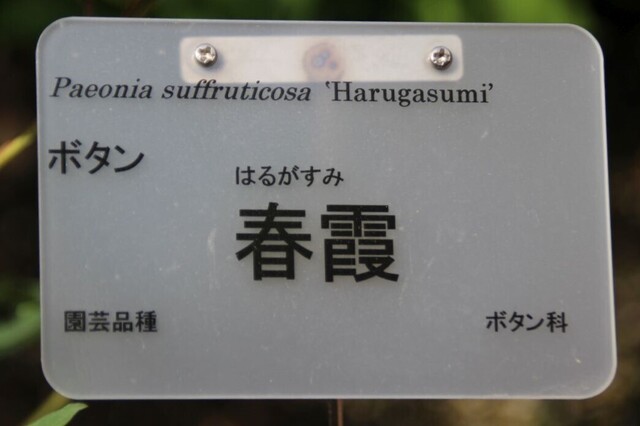 Paeonia suffruticosa 'Harugasumi'
ボタン
はるがすみ
春霞
園芸品種 ボタン科